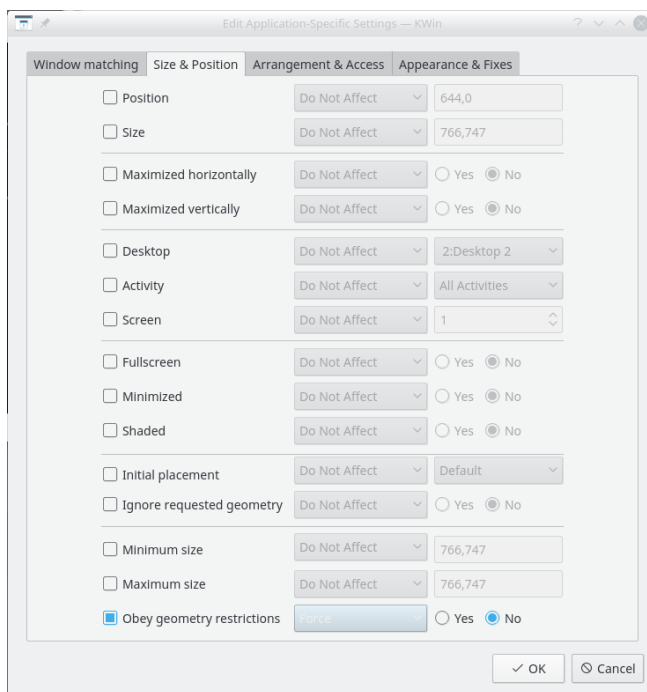 Edit Application-Specific Settings — KWin
Window matching Size & Position Arrangement & Access Appearance & Fixes
Position Do Not Affect 644,0
Size Do Not Affect 766,747
Maximized horizontally Do Not Affect Yes No
Maximized vertically Do Not Affect Yes No
Desktop Do Not Affect 2:Desktop 2
Activity Do Not Affect All Activities
Screen Do Not Affect 1
Fullscreen Do Not Affect Yes No
Minimized Do Not Affect Yes No
Shaded Do Not Affect Yes No
Initial placement Do Not Affect Default
Ignore requested geometry Do Not Affect Yes No
Minimum size Do Not Affect 766,747
Maximum size Do Not Affect 766,747
Obey geometry restrictions Force Yes No
OK Cancel